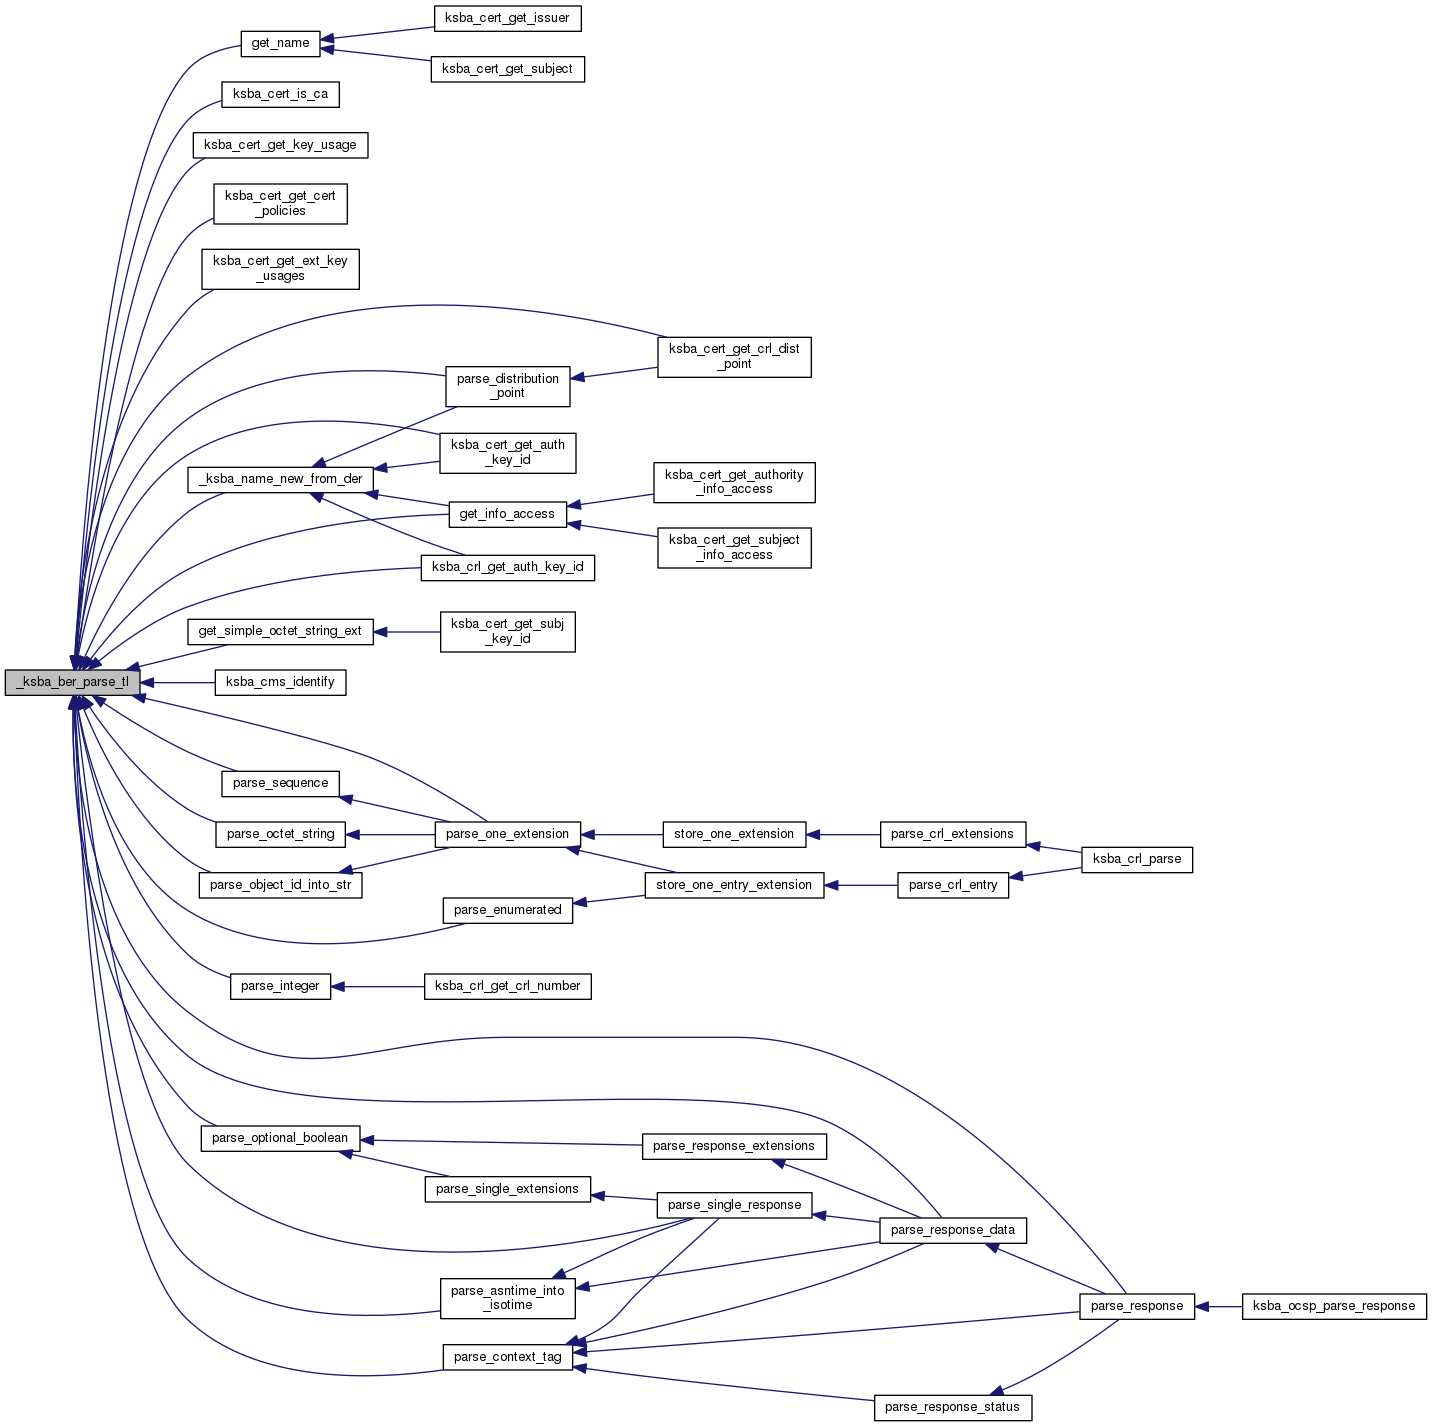 ksba_cert_get_issuer
get_name
ksba_cert_get_subject
ksba_cert_is_ca
ksba_cert_get_key_usage
ksba_cert_get_cert
_policies
ksba_cert_get_ext_key
_usages
ksba_cert_get_crl_dist
_point
parse_distribution
_point
ksba_cert_get_auth
_key_id
_ksba_name_new_from_der
ksba_cert_get_authority
_info_access
get_info_access
ksba_cert_get_subject
_info_access
ksba_crl_get_auth_key_id
get_simple_octet_string_ext
ksba_cert_get_subj
_key_id
_ksba_ber_parse_tl
ksba_cms_identify
parse_sequence
parse_octet_string
parse_one_extension
store_one_extension
parse_crl_extensions
ksba_crl_parse
parse_object_id_into_str
store_one_entry_extension
parse_crl_entry
parse_enumerated
parse_integer
ksba_crl_get_crl_number
parse_optional_boolean
parse_response_extensions
parse_single_extensions
parse_single_response
parse_response_data
parse_asntime_into
_isotime
parse_response
ksba_ocsp_parse_response
parse_context_tag
parse_response_status